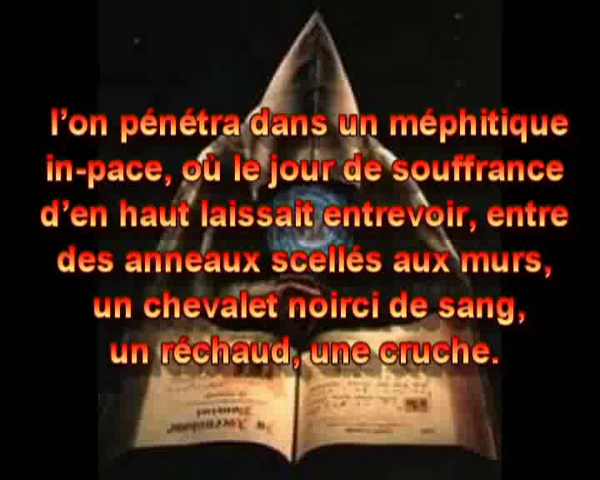 l’on pénétra dans un méphitique
in-pace, où le jour de souffrance
d’en haut laissait entrevoir, entre
des anneaux scellés aux murs,
un chevalet noirci de sang,
un réchaud, une cruche.